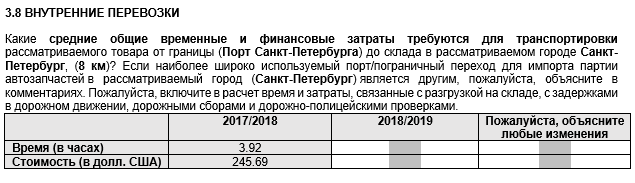 3.8 ВНУТРЕННИЕ ПЕРЕВОЗКИ
Какие средние общие временные и финансовые затраты требуются для транспортировки
рассматриваемого товара от границы (Порт Санкт-Петербурга) до склада в рассматриваемом городе Санкт-
Петербург, (8 км)? Если наиболее широко используемый порт/пограничный переход для импорта партии
автозапчастей в рассматриваемый город (Санкт-Петербург) является другим, пожалуйста, объясните в
комментариях. Пожалуйста, включите в расчет время и затраты, связанные с разгрузкой на складе, с задержками
в дорожном движении, дорожными сборами и дорожно-полицейскими проверками.
2017/2018 2018/2019 Пожалуйста, объясните
любые изменения
Время (в часах) 3.92
Стоимость (в долл. США) 245.69